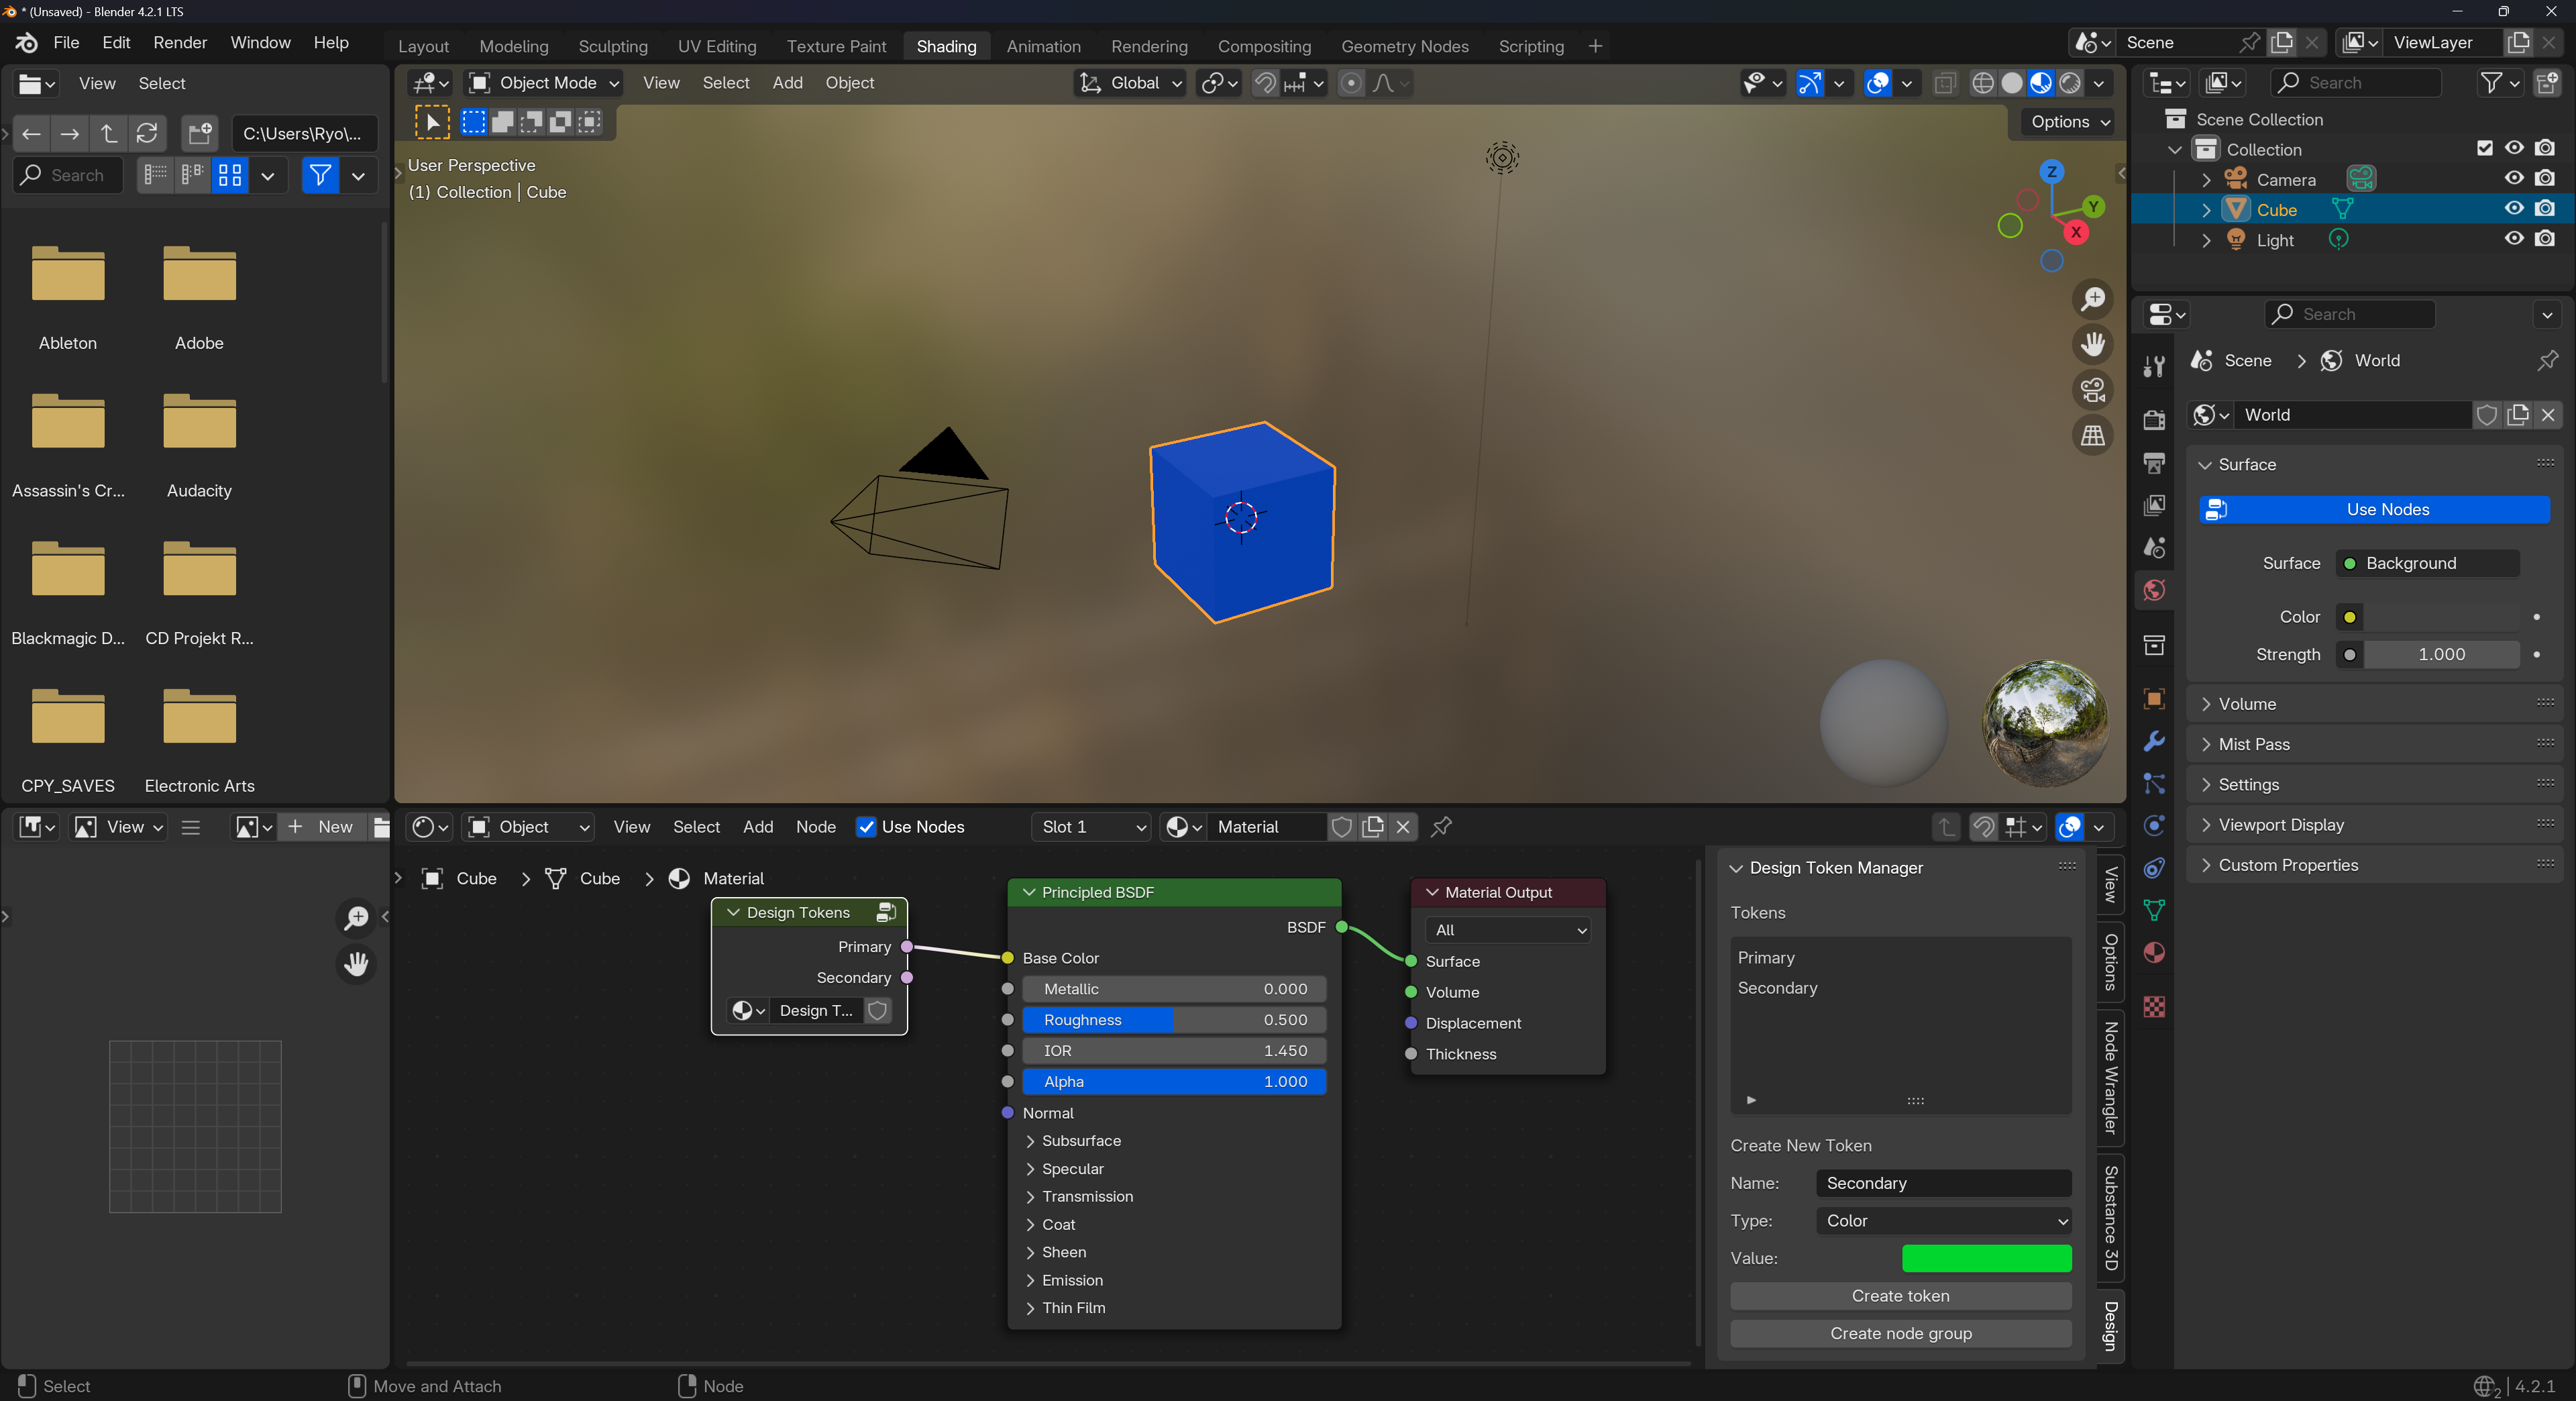 * (Unsaved) - Blender 4.2.1 LTS
File Edit Render Window Help
Layout Modeling Sculpting UV Editing Texture Paint Shading Animation Rendering Compositing Geometry Nodes Scripting +
Scene
ViewLayer
View Select
C:\Users\Ryo\...
Search
Ableton
Adobe
Assassin's Cr...
Audacity
Blackmagic D...
CD Projekt R...
CPY_SAVES
Electronic Arts
Object Mode View Select Add Object
Global
Options
User Perspective
(1) Collection | Cube
Z
Y
X
Search
Scene Collection
Collection
Camera
Cube
Light
Search
Scene > World
World
Surface
Use Nodes
Surface Background
Color
Strength 1.000
Volume
Mist Pass
Settings
Viewport Display
Custom Properties
View
New
Object View Select Add Node Use Nodes
Slot 1
Material
Cube > Cube > Material
Design Tokens
Primary
Secondary
Design T...
Principled BSDF
BSDF
Base Color
Metallic 0.000
Roughness 0.500
IOR 1.450
Alpha 1.000
Normal
Subsurface
Specular
Transmission
Coat
Sheen
Emission
Thin Film
Material Output
All
Surface
Volume
Displacement
Thickness
Design Token Manager
Tokens
Primary
Secondary
Create New Token
Name: Secondary
Type: Color
Value:
Create token
Create node group
View
Options
Node Wrangler
Substance 3D
Design
Select
Move and Attach
Node
2 | 4.2.1